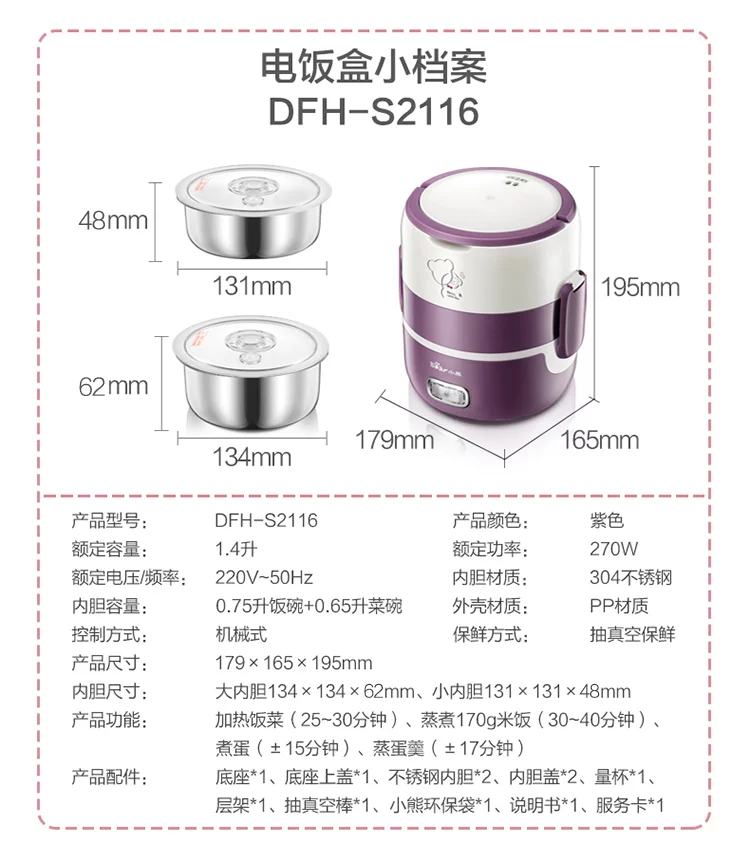 电饭盒小档案
DFH-S2116
48mm
131mm
195mm
62mm
134mm
179mm
165mm
Bear小熊
产品型号： DFH-S2116 产品颜色： 紫色
额定容量： 1.4升 额定功率： 270W
额定电压/频率： 220V~50Hz 内胆材质： 304不锈钢
内胆容量： 0.75升饭碗+0.65升菜碗 外壳材质： PP材质
控制方式： 机械式 保鲜方式： 抽真空保鲜
产品尺寸： 179×165×195mm
内胆尺寸： 大内胆134×134×62mm、小内胆131×131×48mm
产品功能： 加热饭菜（25~30分钟）、蒸煮170g米饭（30~40分钟）、
煮蛋（±15分钟）、蒸蛋羹（±17分钟）
产品配件： 底座*1、底座上盖*1、不锈钢内胆*2、内胆盖*2、量杯*1、
层架*1、抽真空棒*1、小熊环保袋*1、说明书*1、服务卡*1